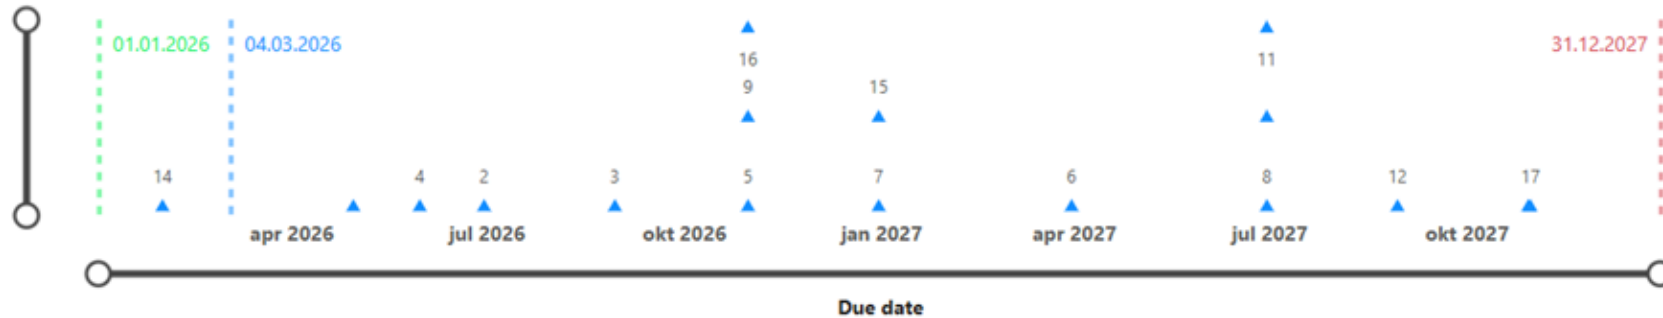 01.01.2026 04.03.2026 31.12.2027
16 11
9 15
14 4 2 3 5 7 6 8 12 17
apr 2026 jul 2026 okt 2026 jan 2027 apr 2027 jul 2027 okt 2027
Due date